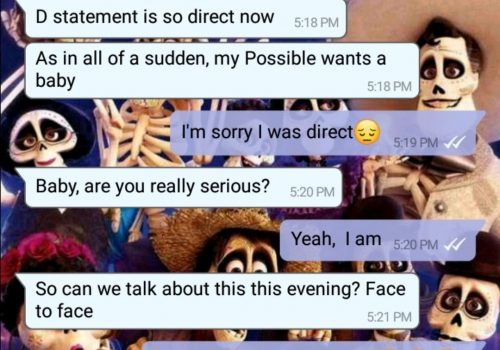 D statement is so direct now
5:18 PM
As in all of a sudden, my Possible wants a
baby
5:18 PM
I'm sorry I was direct😔
5:19 PM
Baby, are you really serious?
5:20 PM
Yeah, I am
5:20 PM
So can we talk about this this evening? Face
to face
5:21 PM